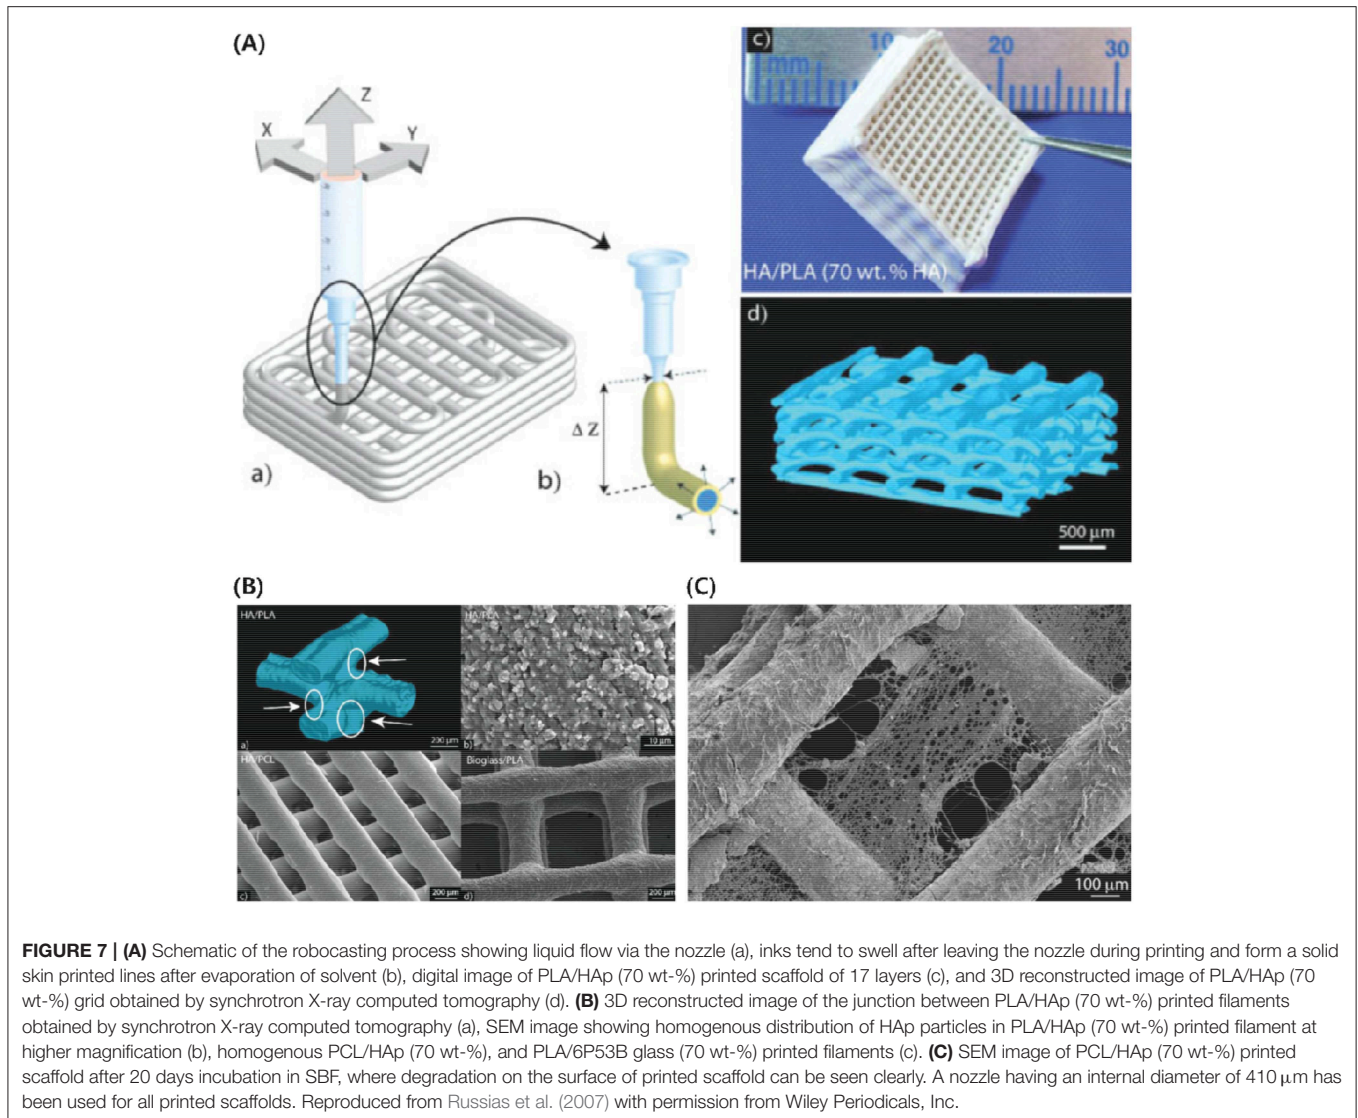 (A)
Z
X
Y
a)
b)
Δ Z
c)
mm
10
20
30
HA/PLA (70 wt. % HA)
d)
500 μm
(B)
HA/PLA
a)
200 μm
HA/PLA
b)
10 μm
HA/PCL
c)
200 μm
Bioglass/PLA
d)
200 μm
(C)
100 μm
FIGURE 7 | (A) Schematic of the robocasting process showing liquid flow via the nozzle (a), inks tend to swell after leaving the nozzle during printing and form a solid
skin printed lines after evaporation of solvent (b), digital image of PLA/HAp (70 wt-%) printed scaffold of 17 layers (c), and 3D reconstructed image of PLA/HAp (70
wt-%) grid obtained by synchrotron X-ray computed tomography (d). (B) 3D reconstructed image of the junction between PLA/HAp (70 wt-%) printed filaments
obtained by synchrotron X-ray computed tomography (a), SEM image showing homogenous distribution of HAp particles in PLA/HAp (70 wt-%) printed filament at
higher magnification (b), homogenous PCL/HAp (70 wt-%), and PLA/6P53B glass (70 wt-%) printed filaments (c). (C) SEM image of PCL/HAp (70 wt-%) printed
scaffold after 20 days incubation in SBF, where degradation on the surface of printed scaffold can be seen clearly. A nozzle having an internal diameter of 410 μm has
been used for all printed scaffolds. Reproduced from Russias et al. (2007) with permission from Wiley Periodicals, Inc.